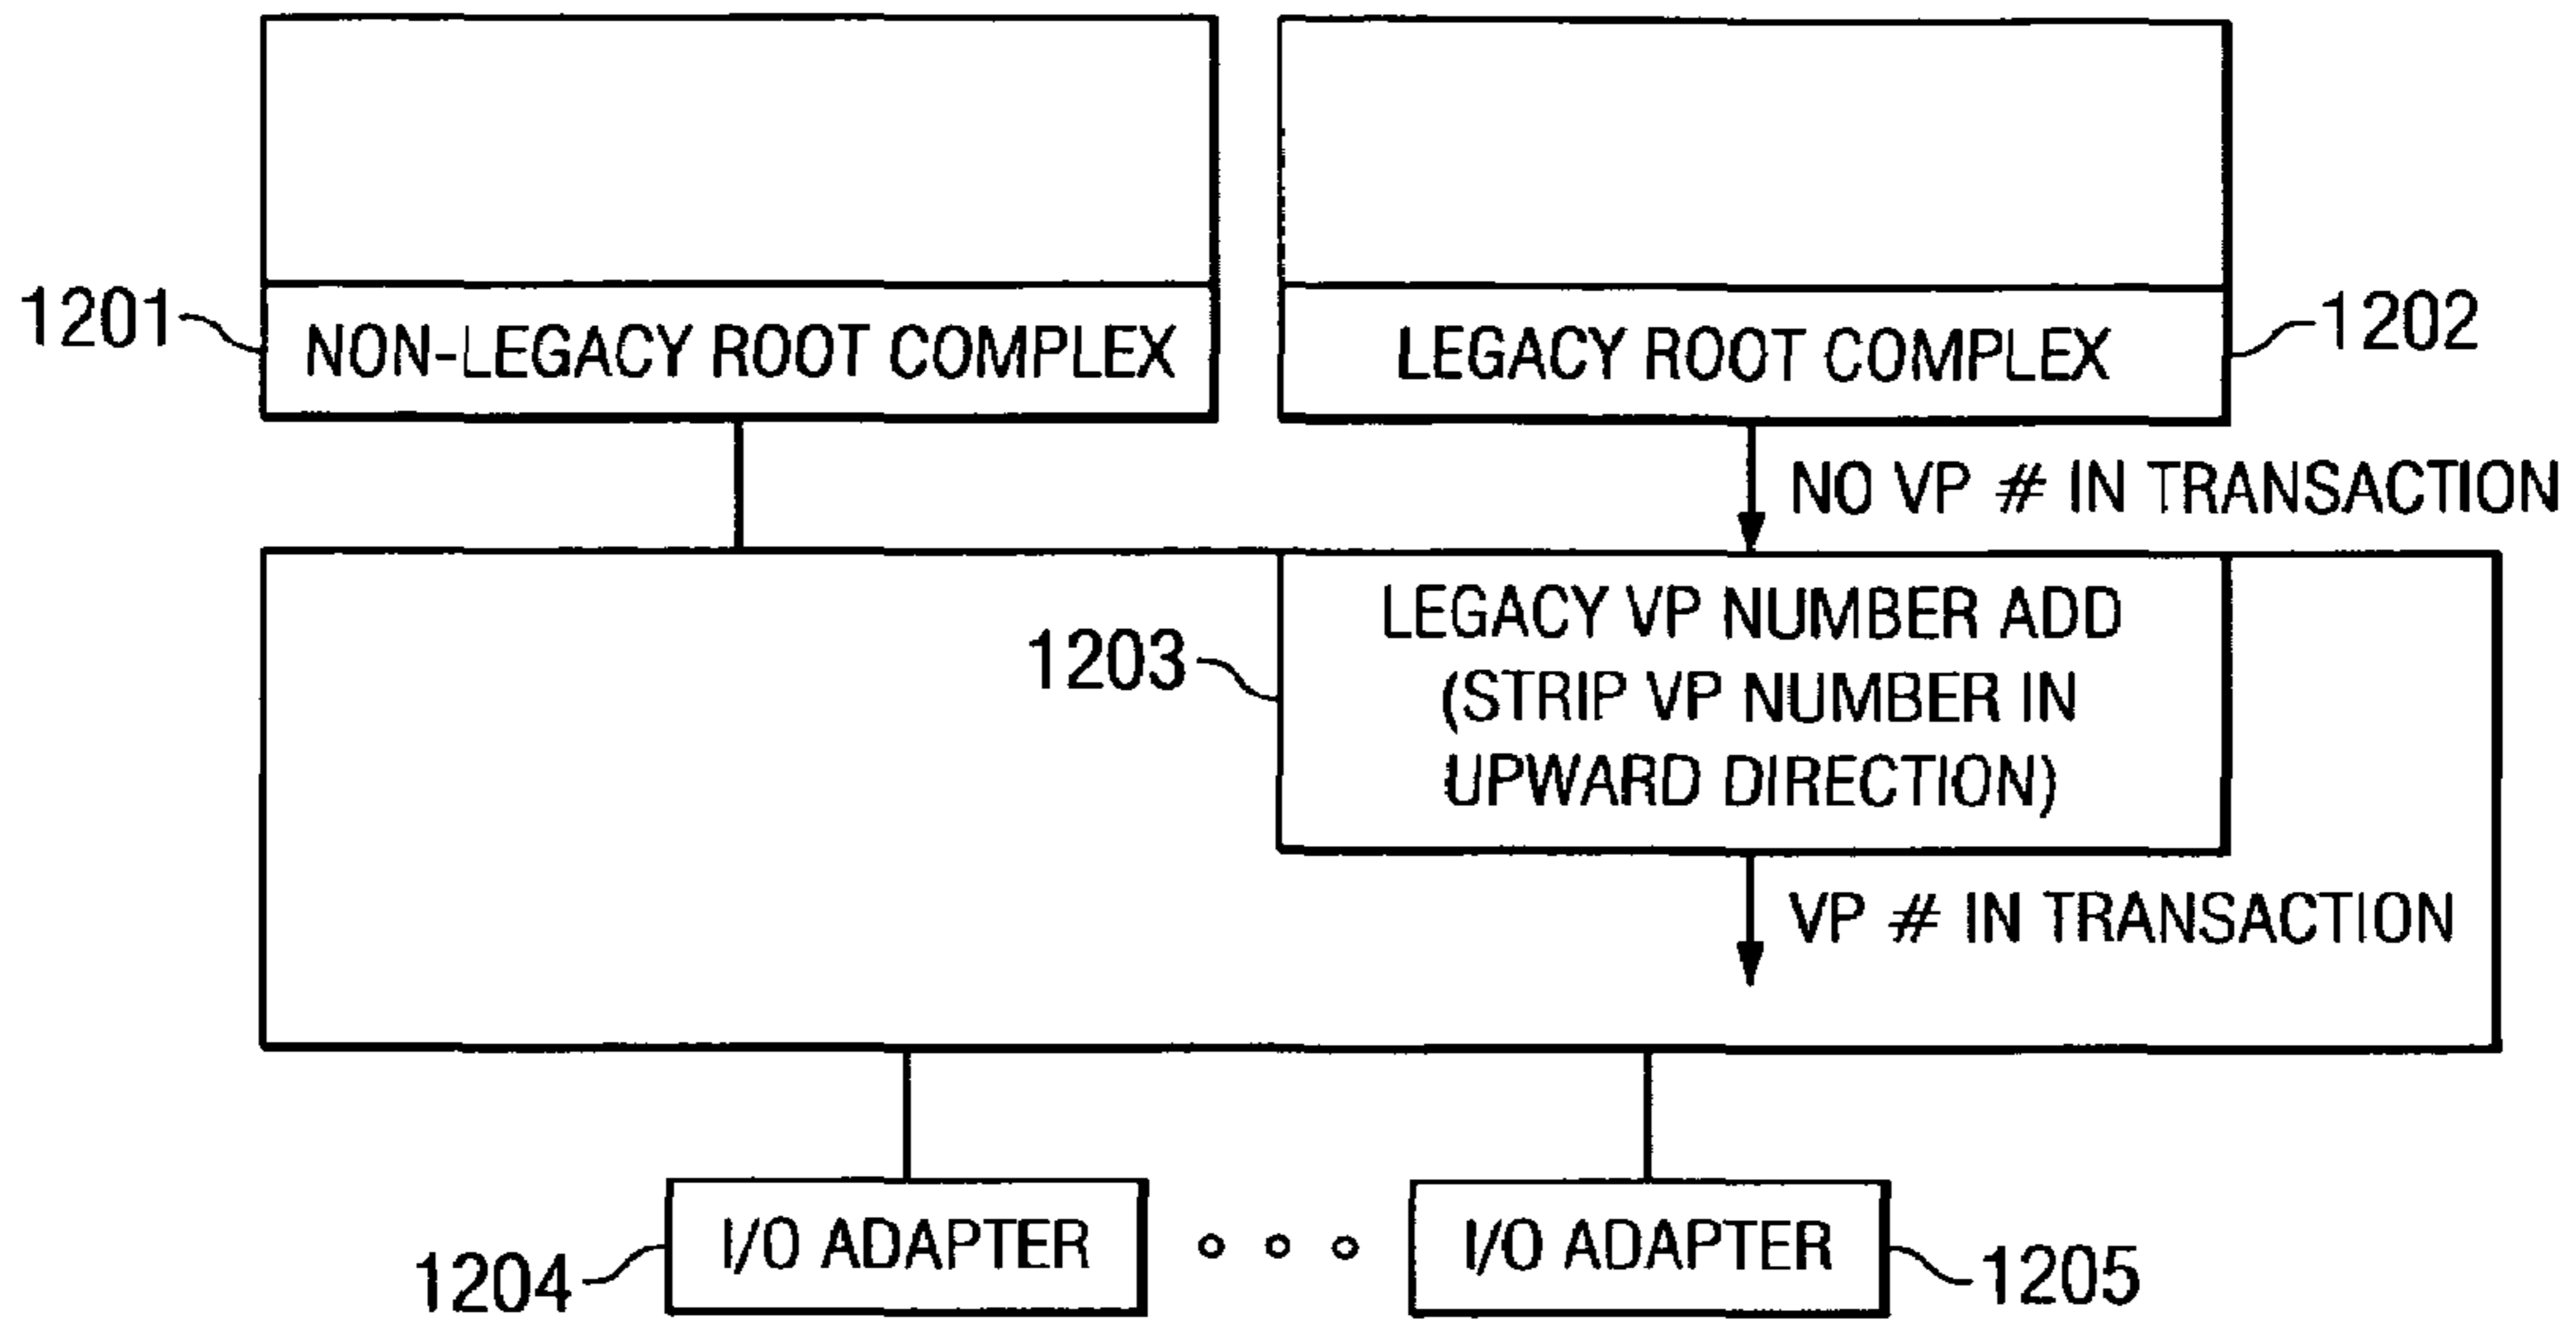 1201
NON-LEGACY ROOT COMPLEX
LEGACY ROOT COMPLEX
1202
NO VP # IN TRANSACTION
1203
LEGACY VP NUMBER ADD
(STRIP VP NUMBER IN
UPWARD DIRECTION)
VP # IN TRANSACTION
1204
I/O ADAPTER
I/O ADAPTER
1205